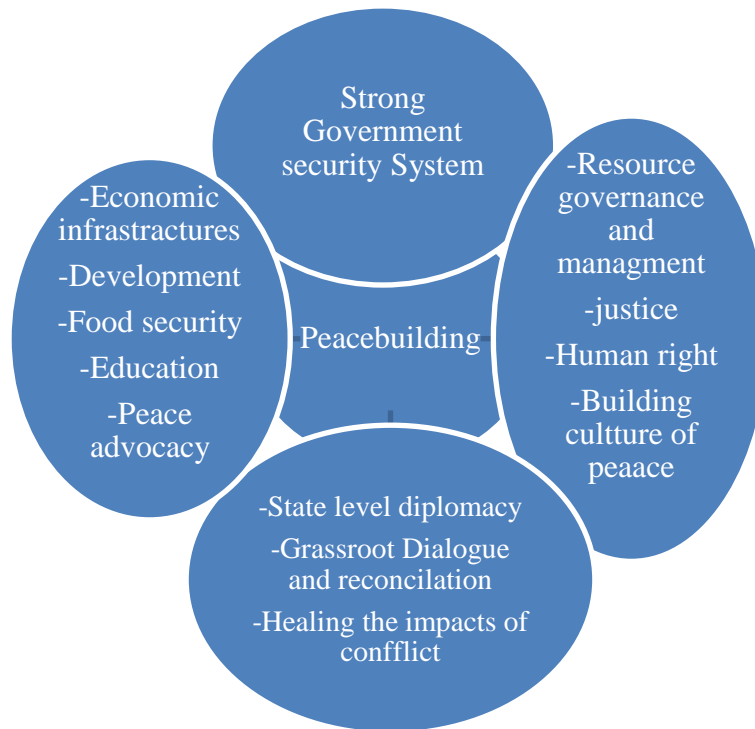 Strong
Government
security System
-Economic
infrastractures
-Development
-Food security
-Education
-Peace
advocacy
Peacebuilding
-Resource
governance
and
managment
-justice
-Human right
-Building
cultture of
peaace
-State level diplomacy
-Grassroot Dialogue
and reconcilation
-Healing the impacts of
confflict